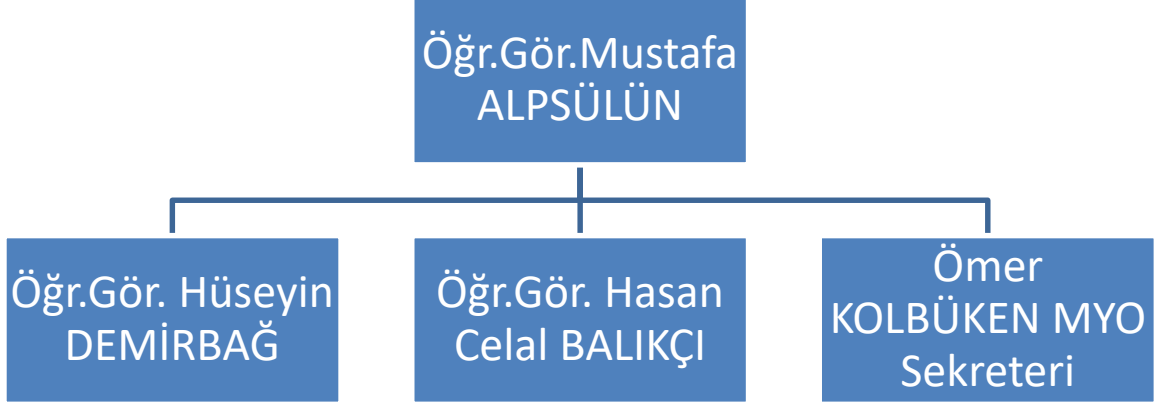 Öğr.Gör.Mustafa
ALPSÜLÜN
Öğr.Gör. Hüseyin
DEMİRBAĞ
Öğr.Gör. Hasan
Celal BALIKÇI
Ömer
KOLBÜKEN MYO
Sekreteri